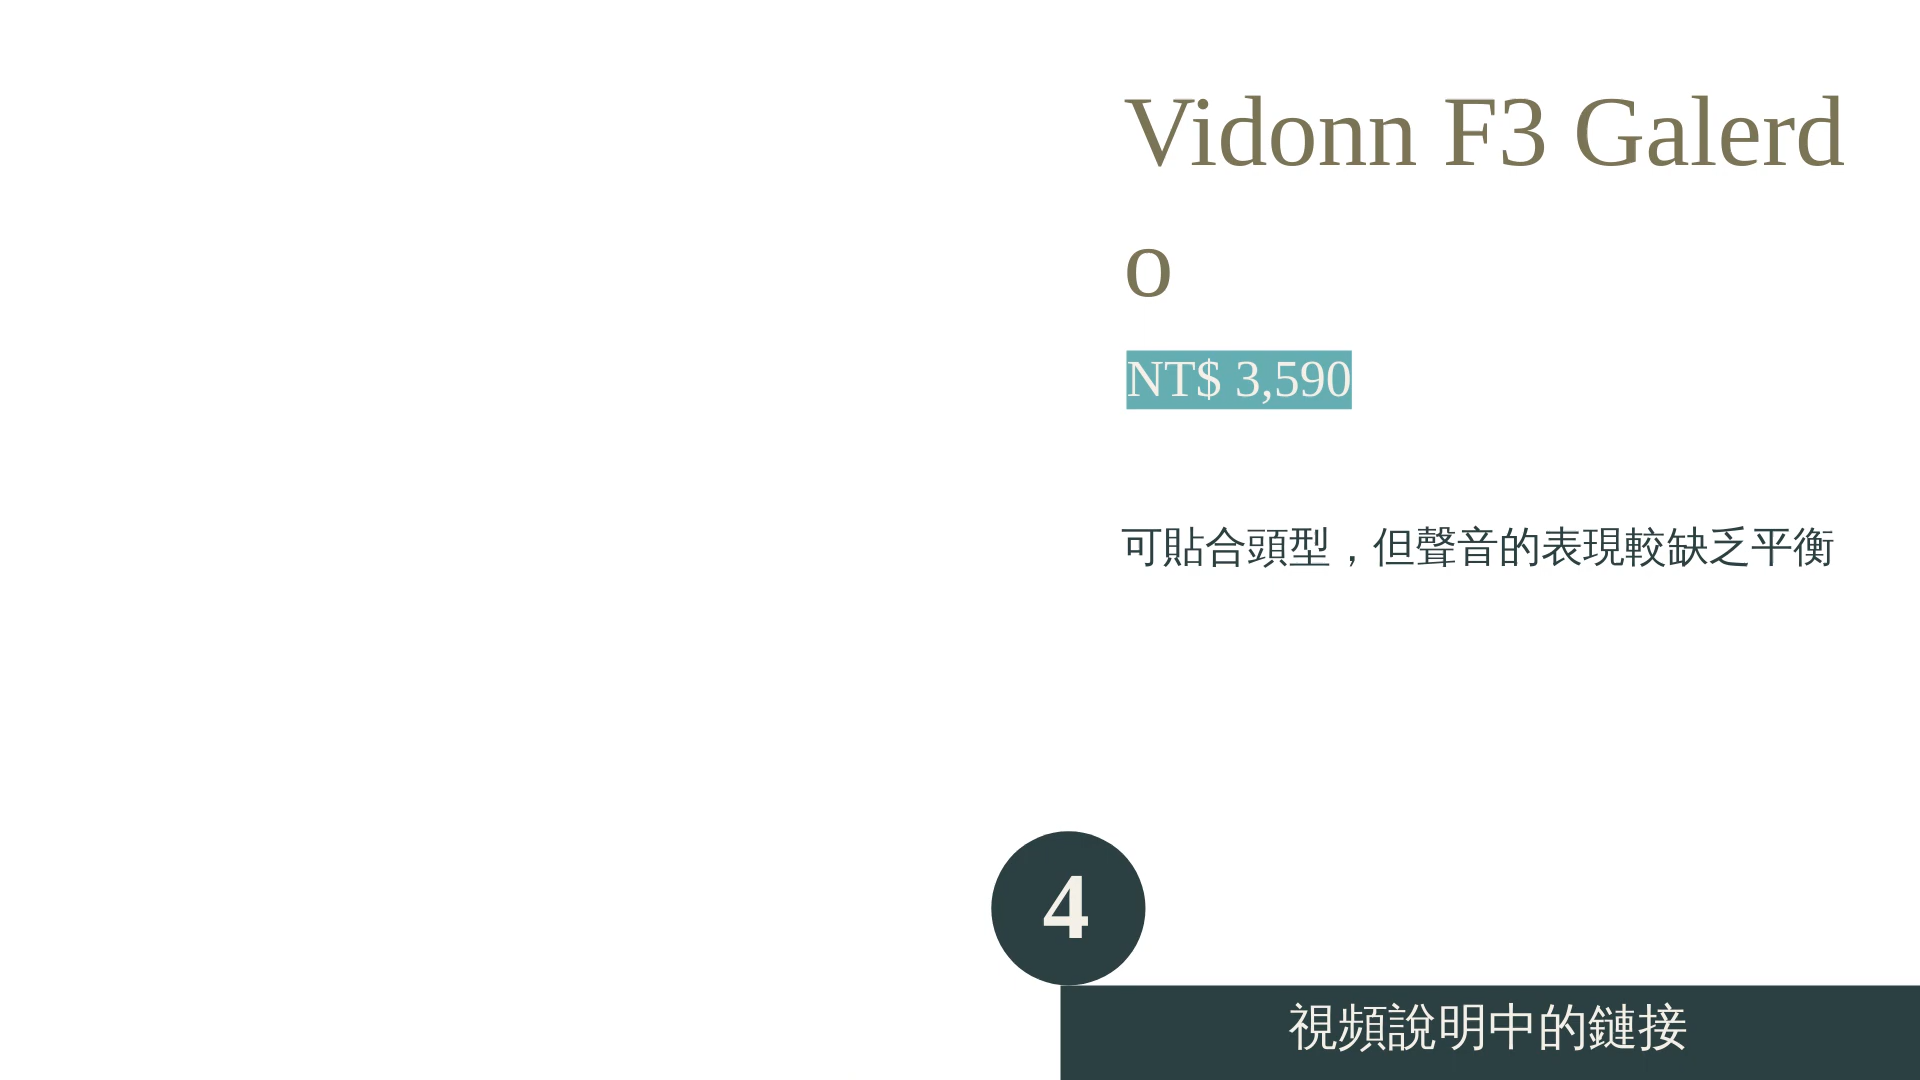 Vidonn F3 Galerd
o
NT$ 3,590
可貼合頭型，但聲音的表現較缺乏平衡
4
視頻說明中的鏈接